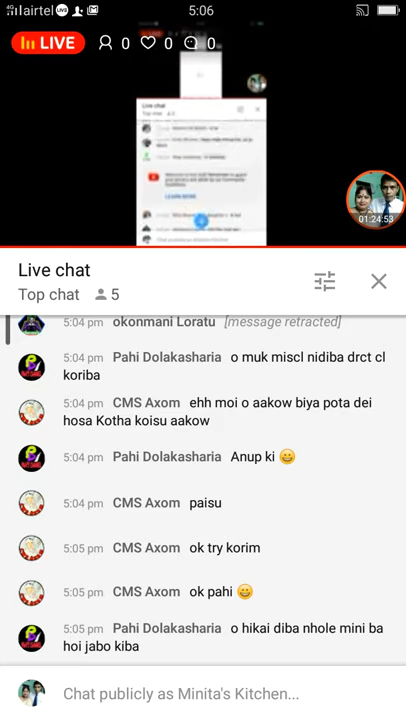 airtel
5:06
LIVE
0
0
0
Live chat
LEARN MORE
01:24:53
Live chat
Top chat 5
5:04 pm okonmani Loratu [message retracted]
5:04 pm Pahi Dolakasharia o muk miscl nidiba drct cl
koriba
5:04 pm CMS Axom ehh moi o aakow biya pota dei
hosa Kotha koisu aakow
5:04 pm Pahi Dolakasharia Anup ki 😀
5:04 pm CMS Axom paisu
5:05 pm CMS Axom ok try korim
5:05 pm CMS Axom ok pahi 😀
5:05 pm Pahi Dolakasharia o hikai diba nhole mini ba
hoi jabo kiba
Chat publicly as Minita's Kitchen...